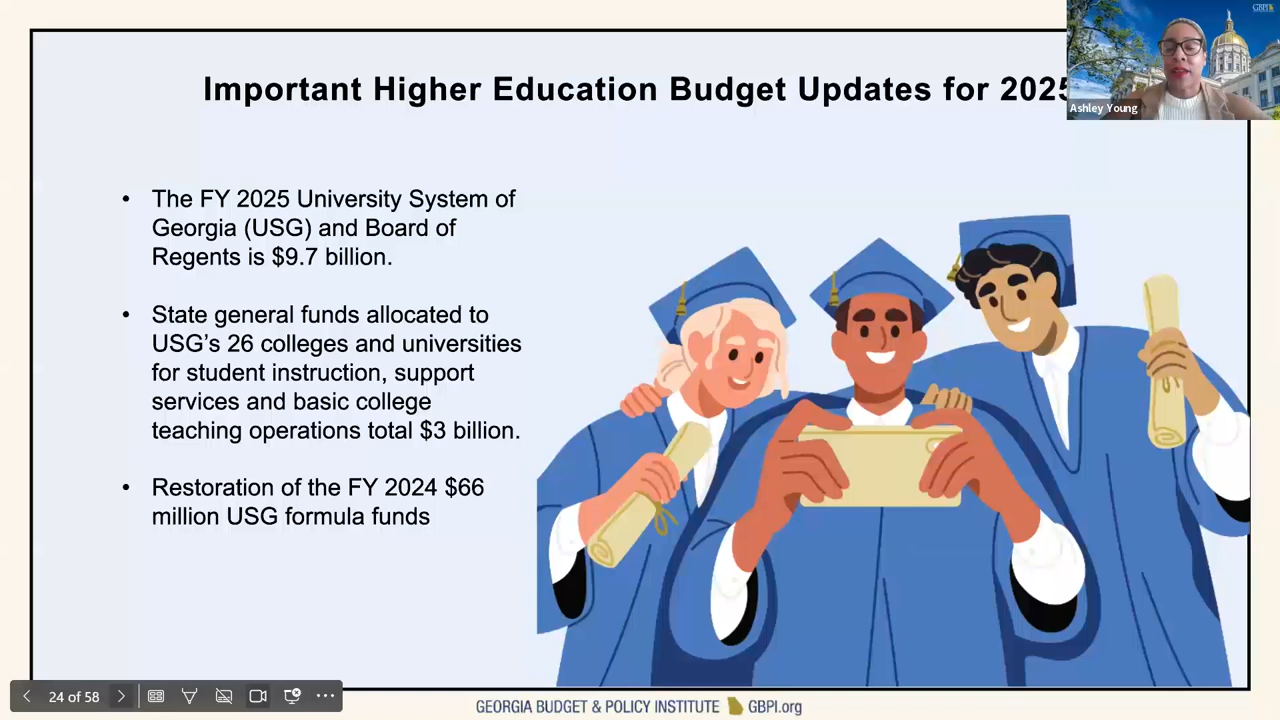 GBPI
Important Higher Education Budget Updates for 2025
Ashley Young
• The FY 2025 University System of
Georgia (USG) and Board of
Regents is $9.7 billion.
• State general funds allocated to
USG’s 26 colleges and universities
for student instruction, support
services and basic college
teaching operations total $3 billion.
• Restoration of the FY 2024 $66
million USG formula funds
24 of 58
GEORGIA BUDGET & POLICY INSTITUTE GBPI.org